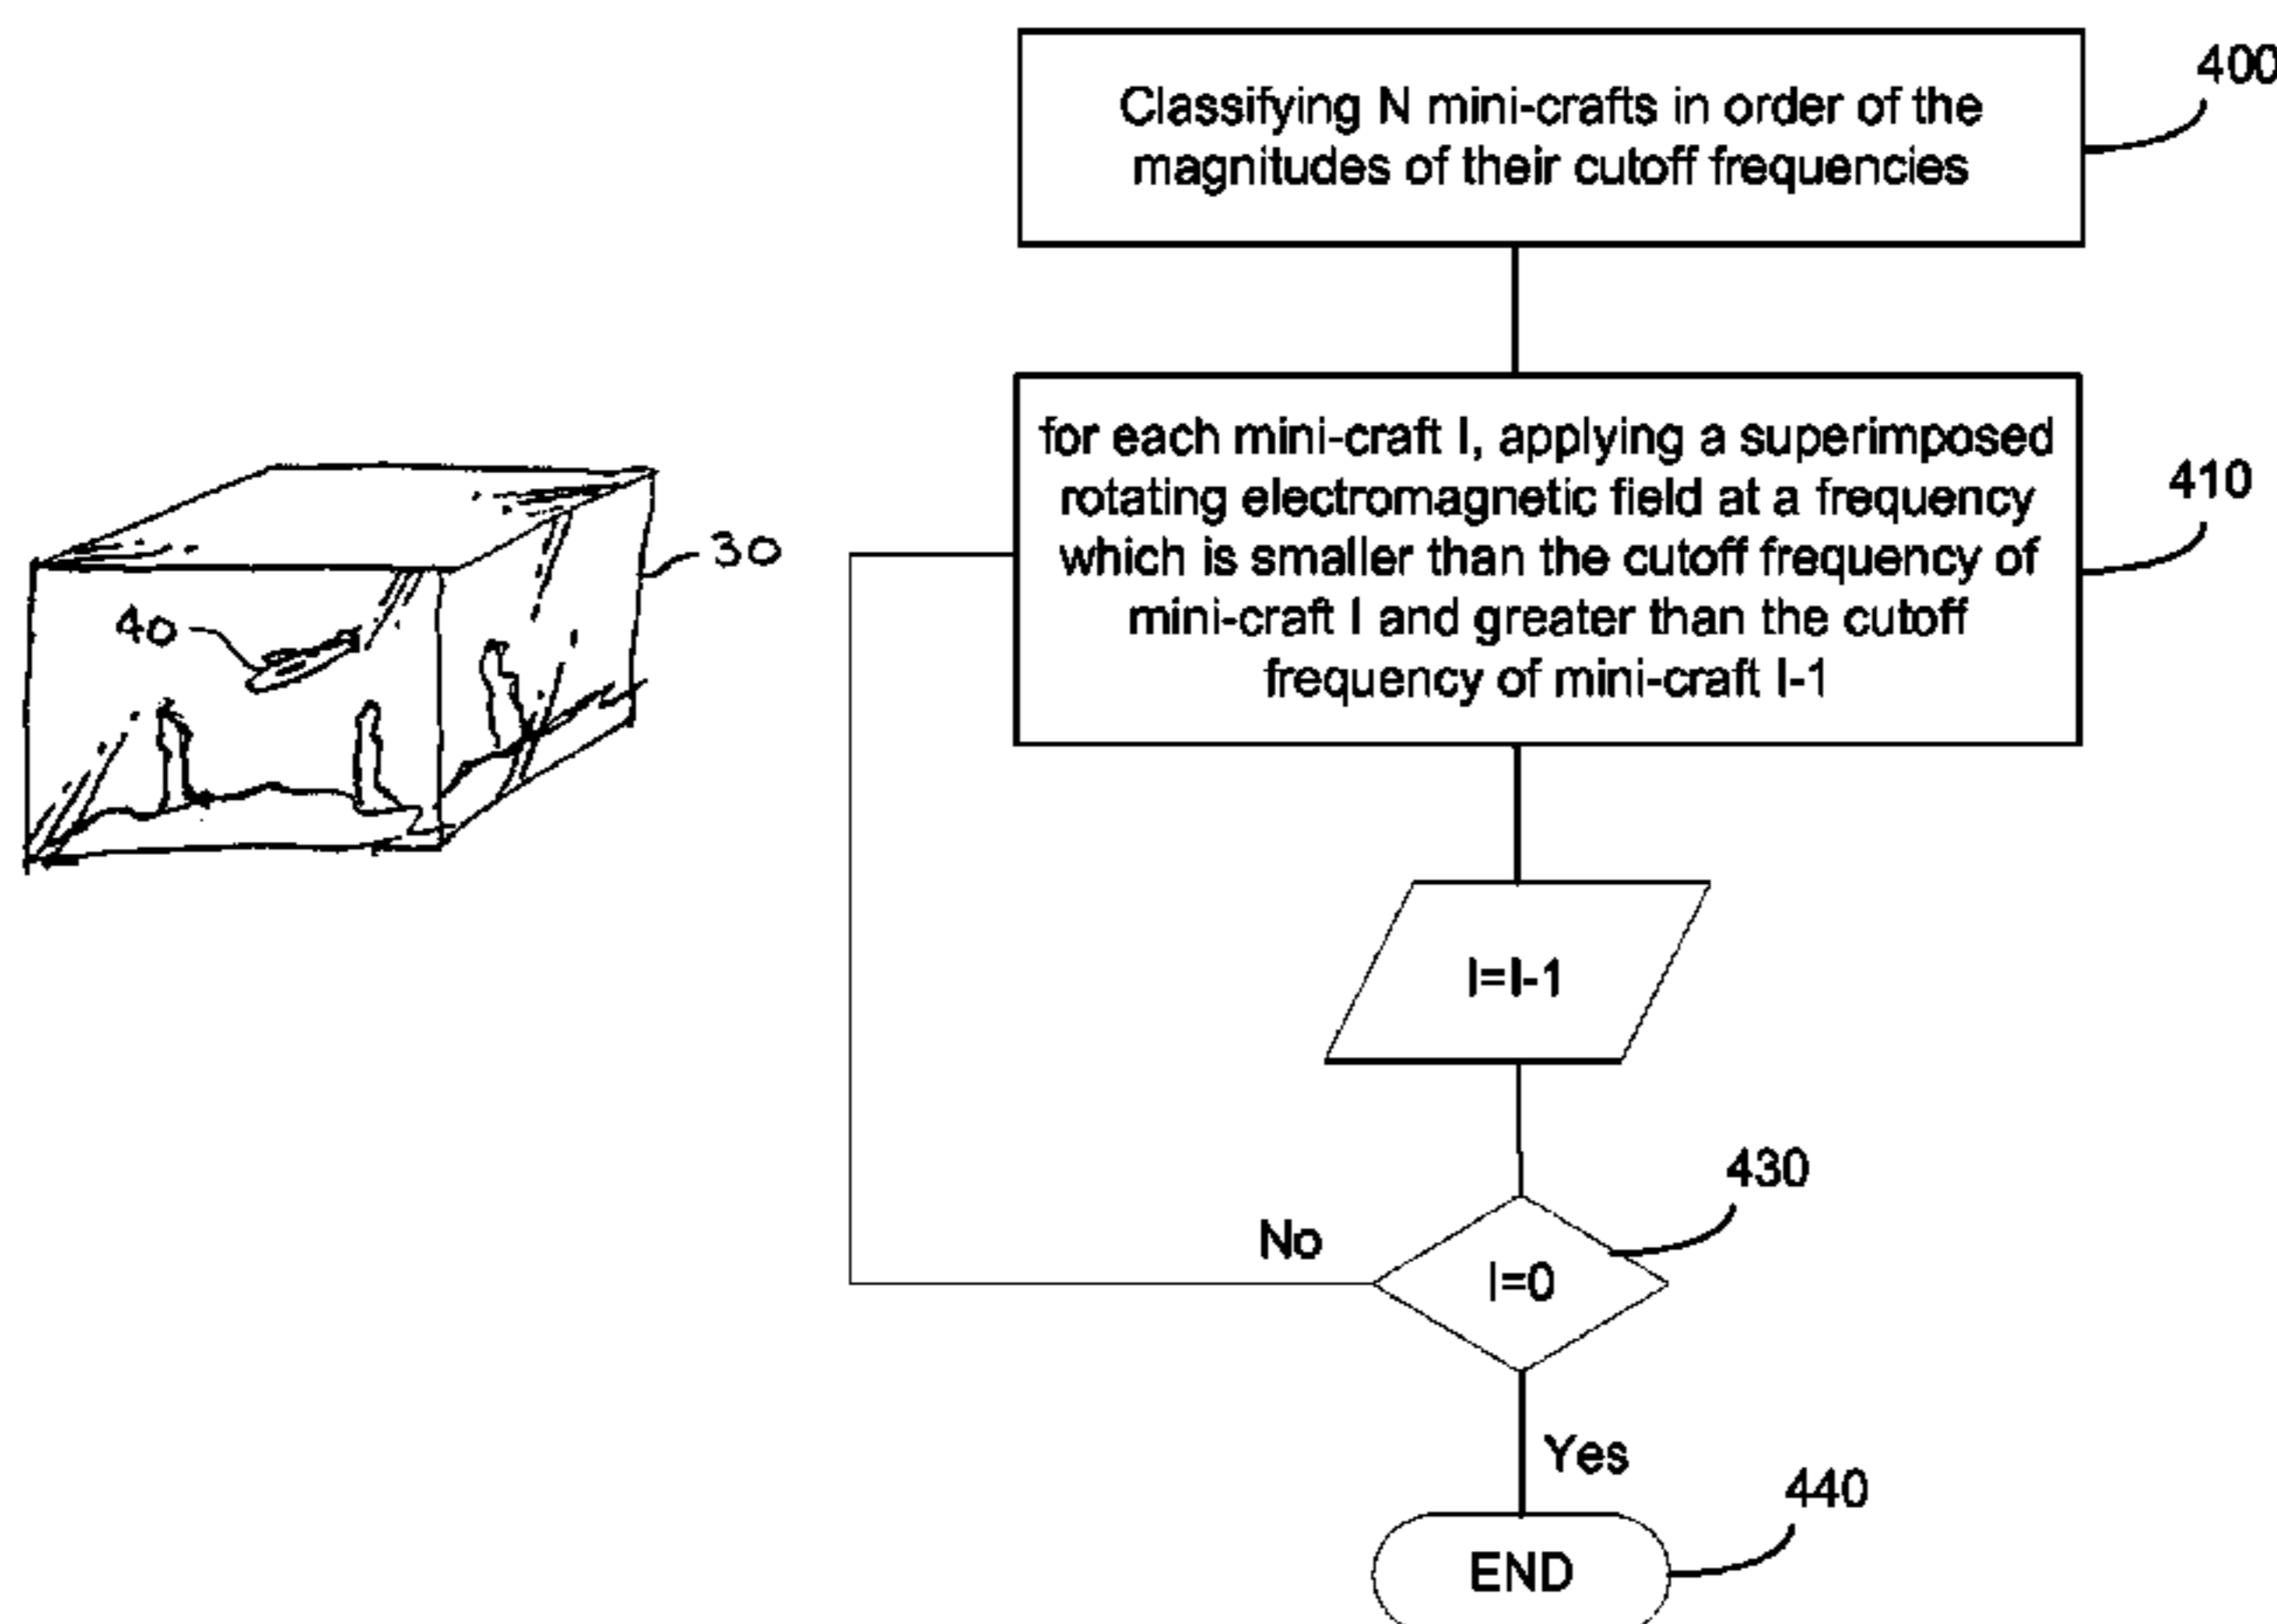 Classifying N mini-crafts in order of the
magnitudes of their cutoff frequencies
400
for each mini-craft I, applying a superimposed
rotating electromagnetic field at a frequency
which is smaller than the cutoff frequency of
mini-craft I and greater than the cutoff
frequency of mini-craft I-1
410
30
40
I=I-1
430
No
I=0
Yes
440
END